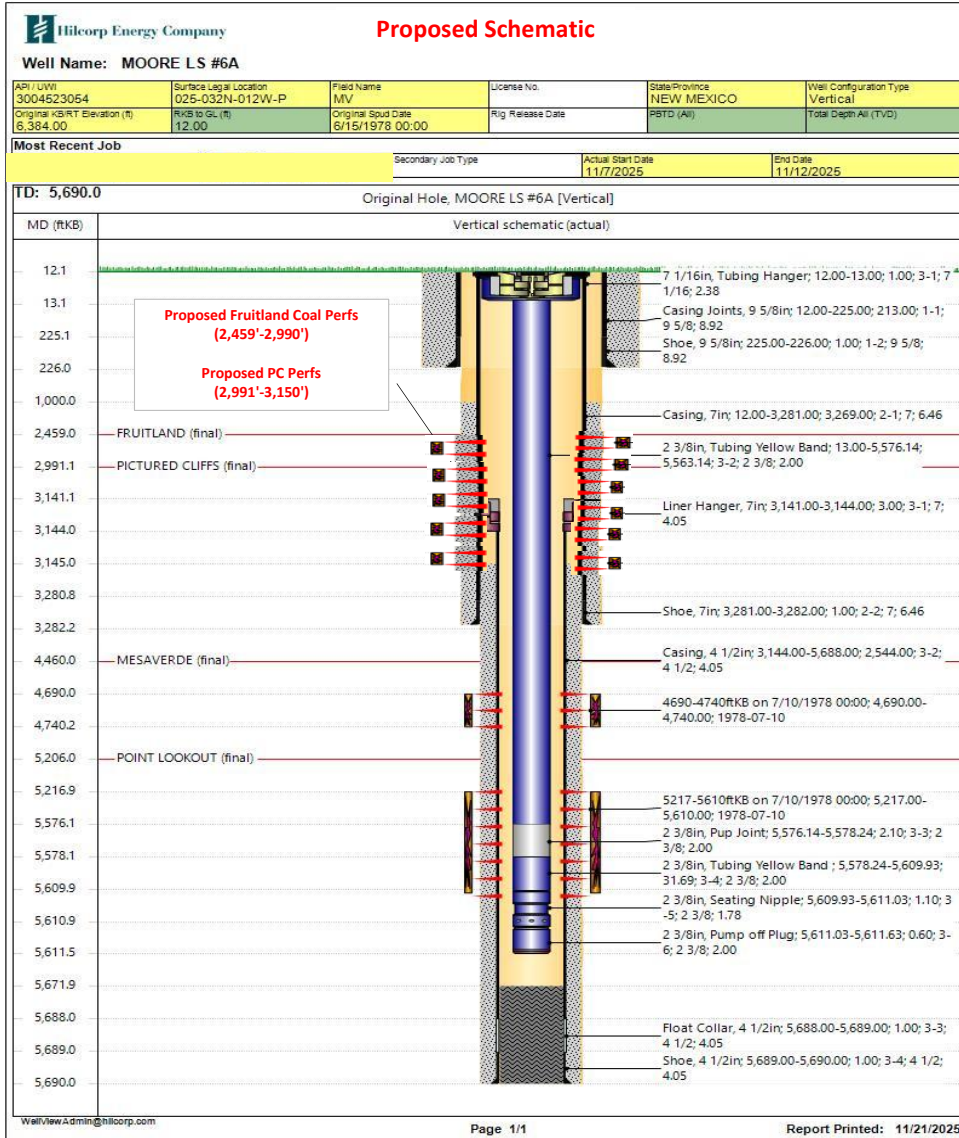 Hilcorp Energy Company
Proposed Schematic
Well Name: MOORE LS #6A
API / UWI
3004523054
Surface Legal Location
025-032N-012W-P
Field Name
MV
License No.
State/Province
NEW MEXICO
Well Configuration Type
Vertical
Original KB/RT Elevation (ft)
6,384.00
RKB to GL (ft)
12.00
Original Spud Date
6/15/1978 00:00
Rig Release Date
PBTD (All)
Total Depth All (TVD)
Most Recent Job
Secondary Job Type
Actual Start Date
11/7/2025
End Date
11/12/2025
TD: 5,690.0
Original Hole, MOORE LS #6A [Vertical]
MD (ftKB)
Vertical schematic (actual)
12.1
13.1
225.1
226.0
1,000.0
2,459.0
2,991.1
3,141.1
3,144.0
3,145.0
3,280.8
3,282.2
4,460.0
4,690.0
4,740.2
5,206.0
5,216.9
5,576.1
5,578.1
5,609.9
5,610.9
5,611.5
5,671.9
5,688.0
5,689.0
5,690.0
Proposed Fruitland Coal Perfs
(2,459'-2,990')
Proposed PC Perfs
(2,991'-3,150')
FRUITLAND (final)
PICTURED CLIFFS (final)
MESAVERDE (final)
POINT LOOKOUT (final)
7 1/16in, Tubing Hanger; 12.00-13.00; 1.00; 3-1; 7
1/16; 2.38
Casing Joints, 9 5/8in; 12.00-225.00; 213.00; 1-1;
9 5/8; 8.92
Shoe, 9 5/8in; 225.00-226.00; 1.00; 1-2; 9 5/8;
8.92
Casing, 7in; 12.00-3,281.00; 3,269.00; 2-1; 7; 6.46
2 3/8in, Tubing Yellow Band; 13.00-5,576.14;
5,563.14; 3-2; 2 3/8; 2.00
Liner Hanger, 7in; 3,141.00-3,144.00; 3.00; 3-1; 7;
4.05
Shoe, 7in; 3,281.00-3,282.00; 1.00; 2-2; 7; 6.46
Casing, 4 1/2in; 3,144.00-5,688.00; 2,544.00; 3-2;
4 1/2; 4.05
4690-4740ftKB on 7/10/1978 00:00; 4,690.00-
4,740.00; 1978-07-10
5217-5610ftKB on 7/10/1978 00:00; 5,217.00-
5,610.00; 1978-07-10
2 3/8in, Pup Joint; 5,576.14-5,578.24; 2.10; 3-3; 2
3/8; 2.00
2 3/8in, Tubing Yellow Band ; 5,578.24-5,609.93;
31.69; 3-4; 2 3/8; 2.00
2 3/8in, Seating Nipple; 5,609.93-5,611.03; 1.10; 3
-5; 2 3/8; 1.78
2 3/8in, Pump off Plug; 5,611.03-5,611.63; 0.60; 3-
6; 2 3/8; 2.00
Float Collar, 4 1/2in; 5,688.00-5,689.00; 1.00; 3-3;
4 1/2; 4.05
Shoe, 4 1/2in; 5,689.00-5,690.00; 1.00; 3-4; 4 1/2;
4.05
WellViewAdmin@hilcorp.com
Page 1/1
Report Printed: 11/21/2025